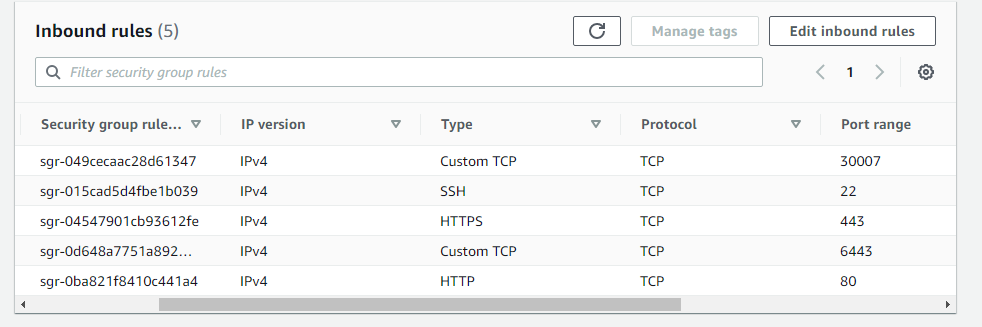 Inbound rules (5) Manage tags Edit inbound rules
Filter security group rules 1
Security group rule... IP version Type Protocol Port range
sgr-049cecaac28d61347 IPv4 Custom TCP TCP 30007
sgr-015cad5d4fbe1b039 IPv4 SSH TCP 22
sgr-04547901cb93612fe IPv4 HTTPS TCP 443
sgr-0d648a7751a892... IPv4 Custom TCP TCP 6443
sgr-0ba821f8410c441a4 IPv4 HTTP TCP 80